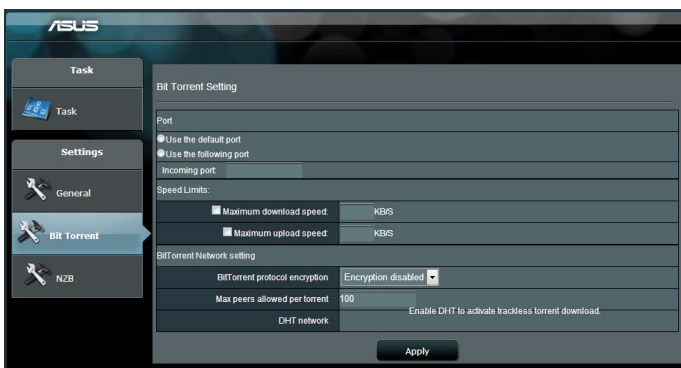 ASUS
Task
Task
Settings
General
Bit Torrent
NZB
Bit Torrent Setting
Port
Use the default port
Use the following port
Incoming port:
Speed Limits:
Maximum download speed: KB/S
Maximum upload speed: KB/S
BitTorrent Network setting
BitTorrent protocol encryption Encryption disabled
Max peers allowed per torrent 100
DHT network Enable DHT to activate trackless torrent download.
Apply